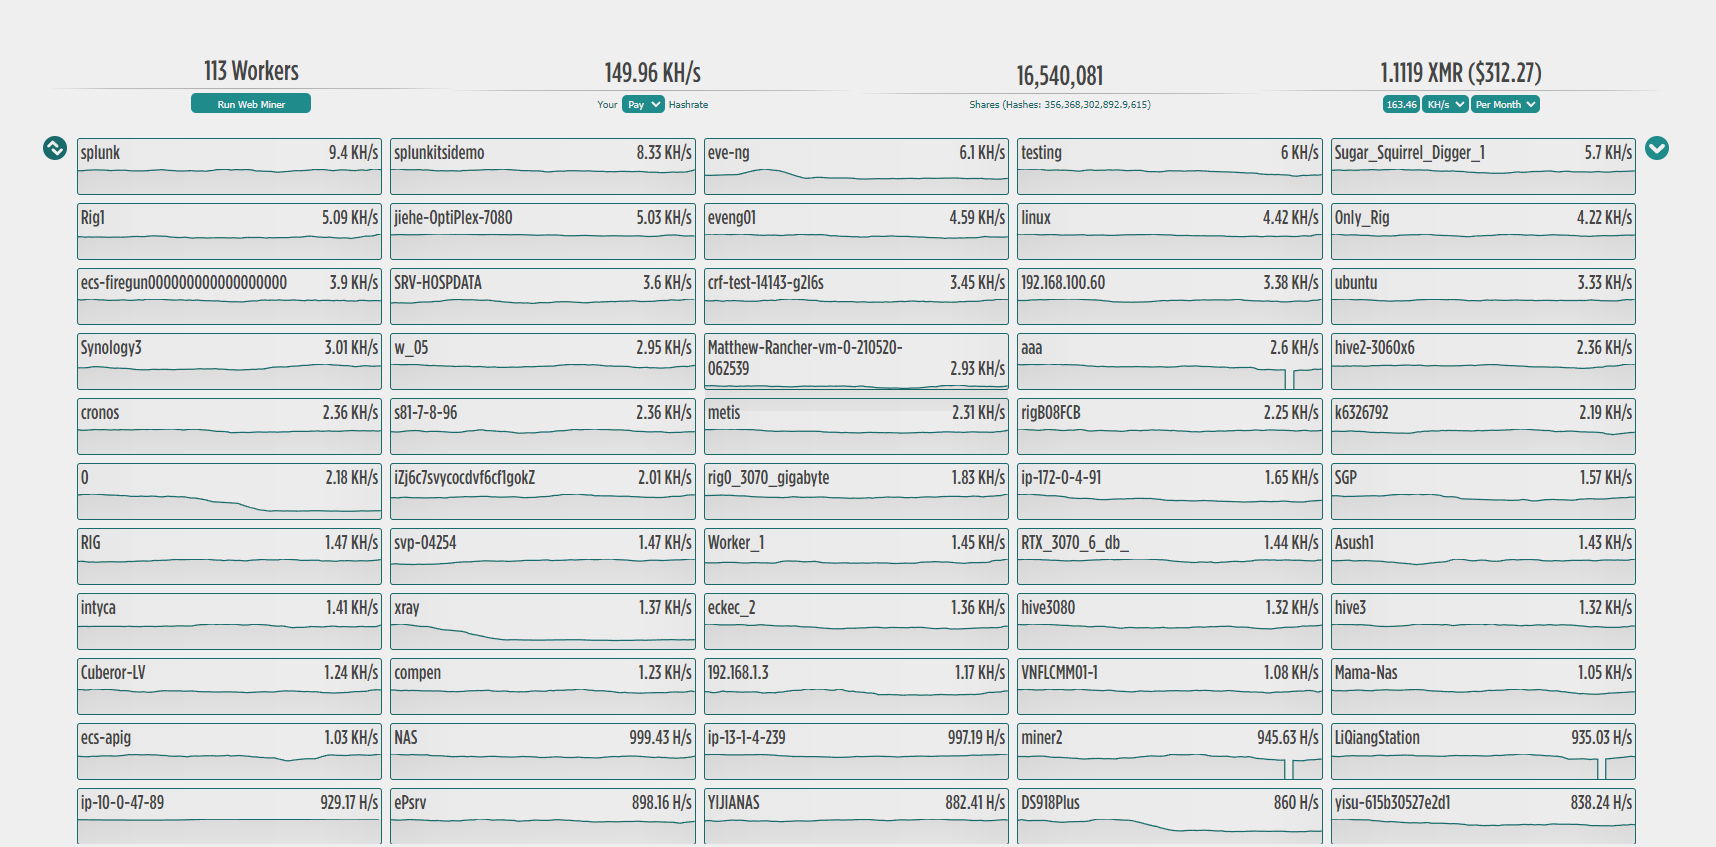 113 Workers
149.96 KH/s
16,540,081
1.1119 XMR ($312.27)
Run Web Miner
Your Pay Hashrate
Shares (Hashes: 356,368,302,892.9,615)
163.46 KH/s Per Month
splunk 9.4 KH/s
splunkitsidemo 8.33 KH/s
eve-ng 6.1 KH/s
testing 6 KH/s
Sugar_Squirrel_Digger_1 5.7 KH/s
Rig1 5.09 KH/s
jiehe-OptiPlex-7080 5.03 KH/s
eveng01 4.59 KH/s
linux 4.42 KH/s
Only_Rig 4.22 KH/s
ecs-firegun000000000000000000 3.9 KH/s
SRV-HOSPDATA 3.6 KH/s
crf-test-14143-g2l6s 3.45 KH/s
192.168.100.60 3.38 KH/s
ubuntu 3.33 KH/s
Synology3 3.01 KH/s
w_05 2.95 KH/s
Matthew-Rancher-vm-0-210520-
062539 2.93 KH/s
aaa 2.6 KH/s
hive2-3060x6 2.36 KH/s
cronos 2.36 KH/s
s81-7-8-96 2.36 KH/s
metis 2.31 KH/s
rigB08FCB 2.25 KH/s
k6326792 2.19 KH/s
0 2.18 KH/s
iZj6c7svycocdvf6cf1gokZ 2.01 KH/s
rig0_3070_gigabyte 1.83 KH/s
ip-172-0-4-91 1.65 KH/s
SGP 1.57 KH/s
RIG 1.47 KH/s
svp-04254 1.47 KH/s
Worker_1 1.45 KH/s
RTX_3070_6_db_ 1.44 KH/s
Asush1 1.43 KH/s
intyca 1.41 KH/s
xray 1.37 KH/s
eckec_2 1.36 KH/s
hive3080 1.32 KH/s
hive3 1.32 KH/s
Cuberor-LV 1.24 KH/s
compen 1.23 KH/s
192.168.1.3 1.17 KH/s
VNFLCMM01-1 1.08 KH/s
Mama-Nas 1.05 KH/s
ecs-apig 1.03 KH/s
NAS 999.43 H/s
ip-13-1-4-239 997.19 H/s
miner2 945.63 H/s
LiQiangStation 935.03 H/s
ip-10-0-47-89 929.17 H/s
ePsrv 898.16 H/s
YIJIANAS 882.41 H/s
DS918Plus 860 H/s
yisu-615b30527e2d1 838.24 H/s